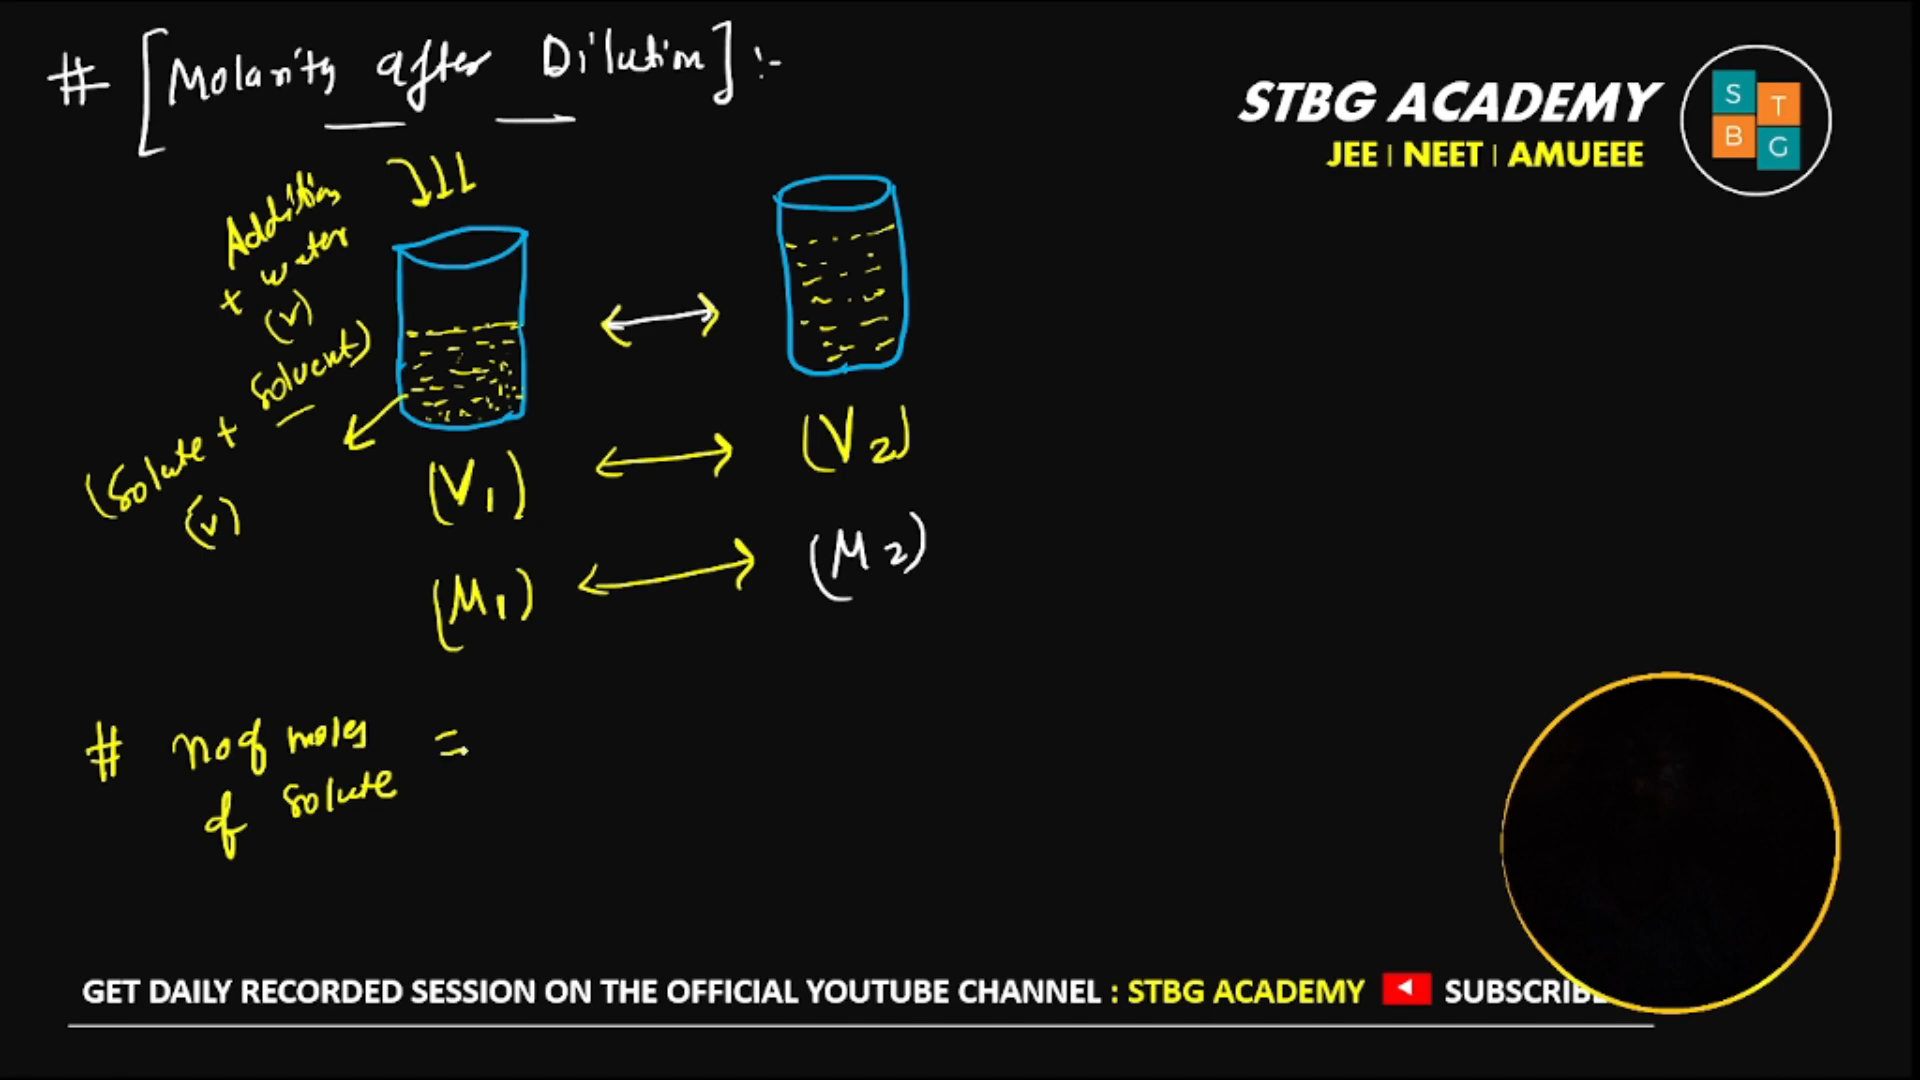 # [Molarity after Dilution] :-
STBG ACADEMY
JEE | NEET | AMUEEE
S T
B G
Addition
+ water
(V)
(Solute + Solvent)
(V)
(V1) ↔ (V2)
(M1) ↔ (M2)
# no of moles =
of solute
GET DAILY RECORDED SESSION ON THE OFFICIAL YOUTUBE CHANNEL : STBG ACADEMY SUBSCRIBE